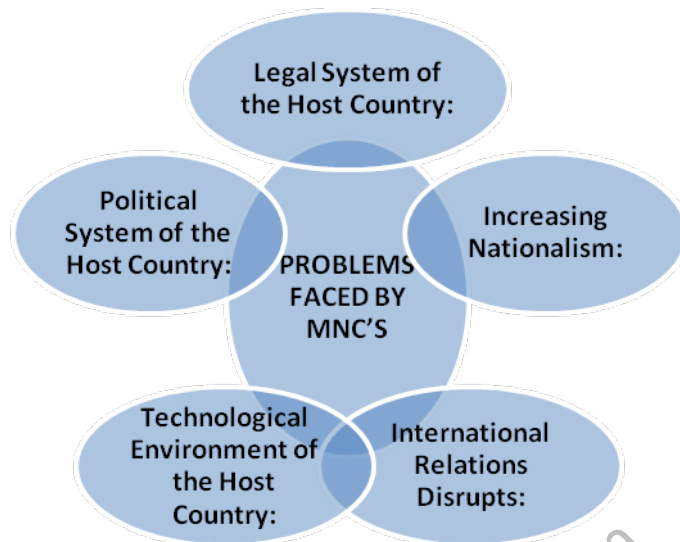 Legal System of
the Host Country:
Political
System of the
Host Country:
Increasing
Nationalism:
PROBLEMS
FACED BY
MNC'S
Technological
Environment of
the Host
Country:
International
Relations
Disrupts: